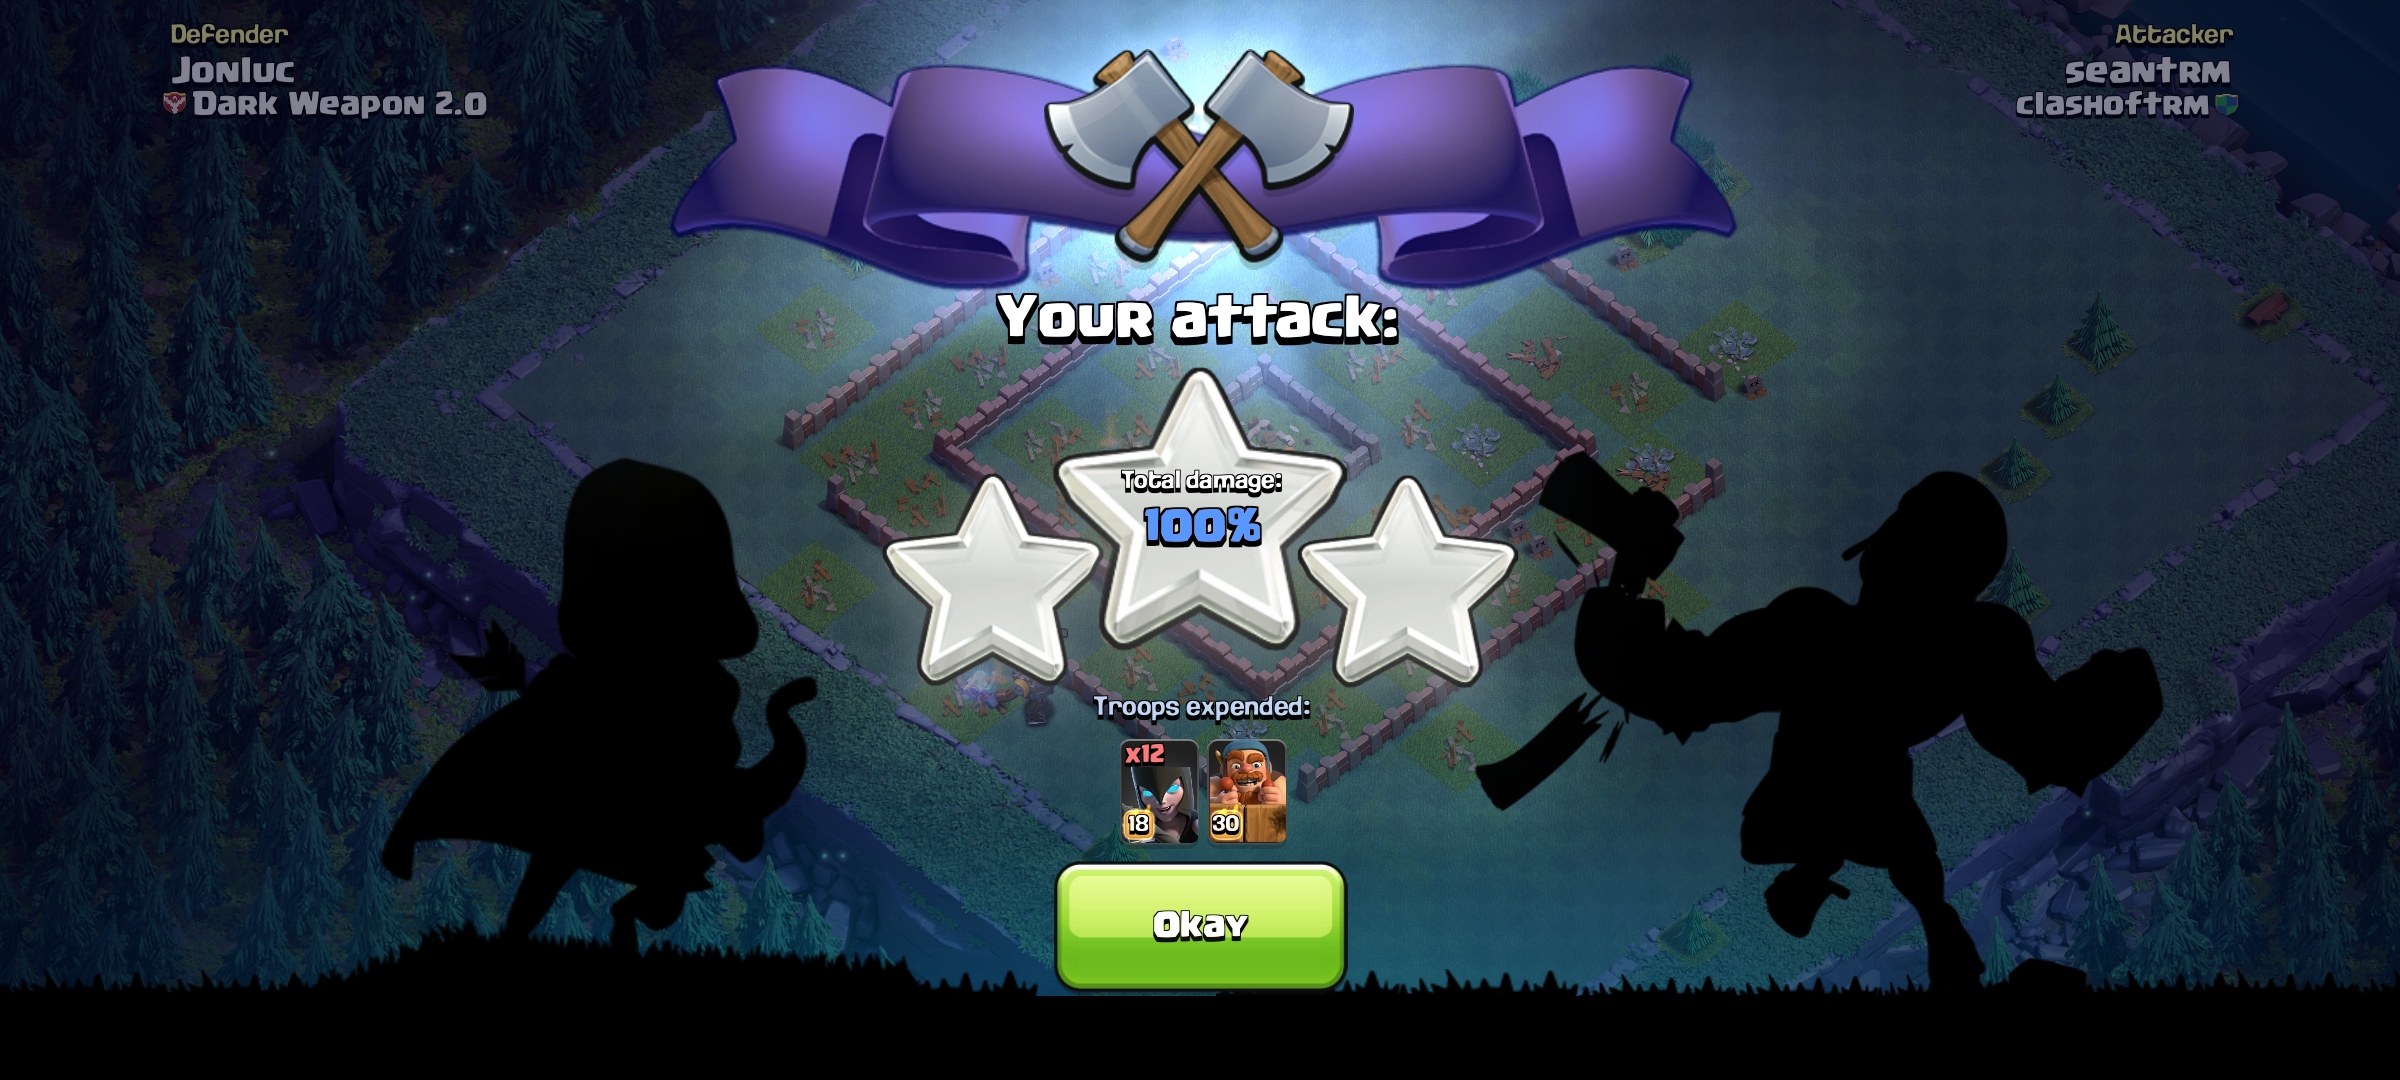 Defender
Jonluc
Dark Weapon 2.0
Attacker
seantrm
clashoftrm
Your attack:
Total damage:
100%
Troops expended:
x12
18
30
Okay